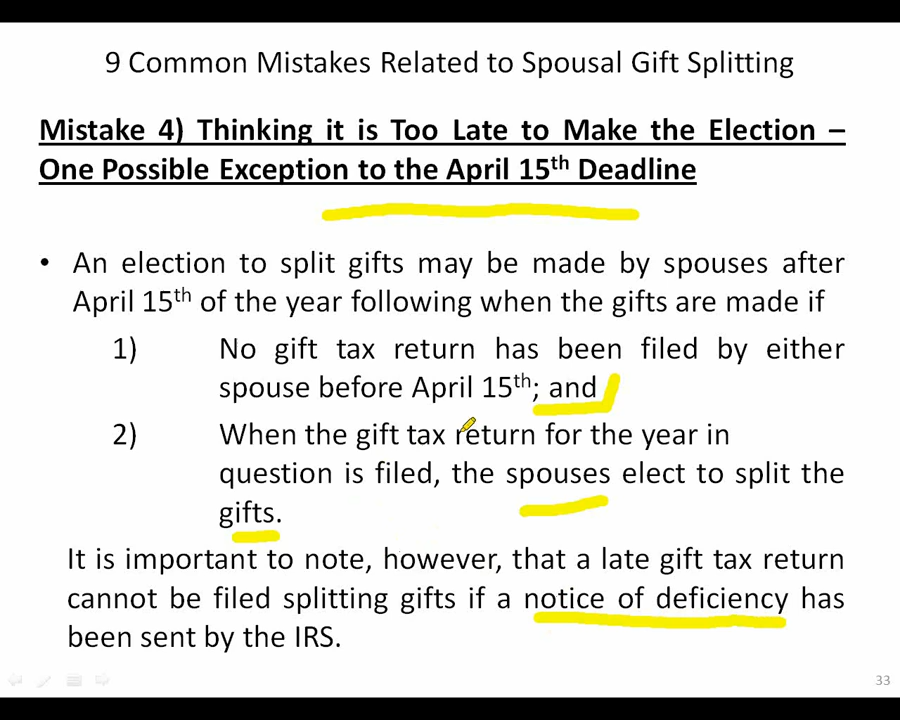 9 Common Mistakes Related to Spousal Gift Splitting
Mistake 4) Thinking it is Too Late to Make the Election –
One Possible Exception to the April 15th Deadline
• An election to split gifts may be made by spouses after
April 15th of the year following when the gifts are made if
1) No gift tax return has been filed by either
spouse before April 15th; and
2) When the gift tax return for the year in
question is filed, the spouses elect to split the
gifts.
It is important to note, however, that a late gift tax return
cannot be filed splitting gifts if a notice of deficiency has
been sent by the IRS.
33